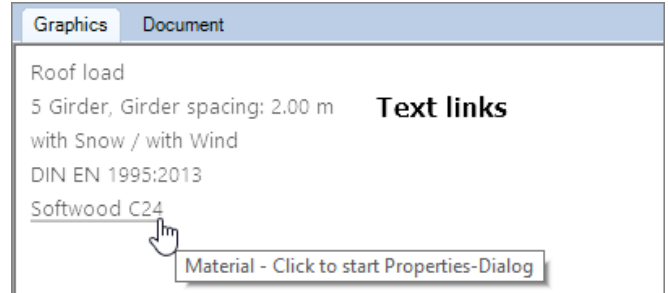 Graphics Document
Roof load
5 Girder, Girder spacing: 2.00 m Text links
with Snow / with Wind
DIN EN 1995:2013
Softwood C24
Material - Click to start Properties-Dialog